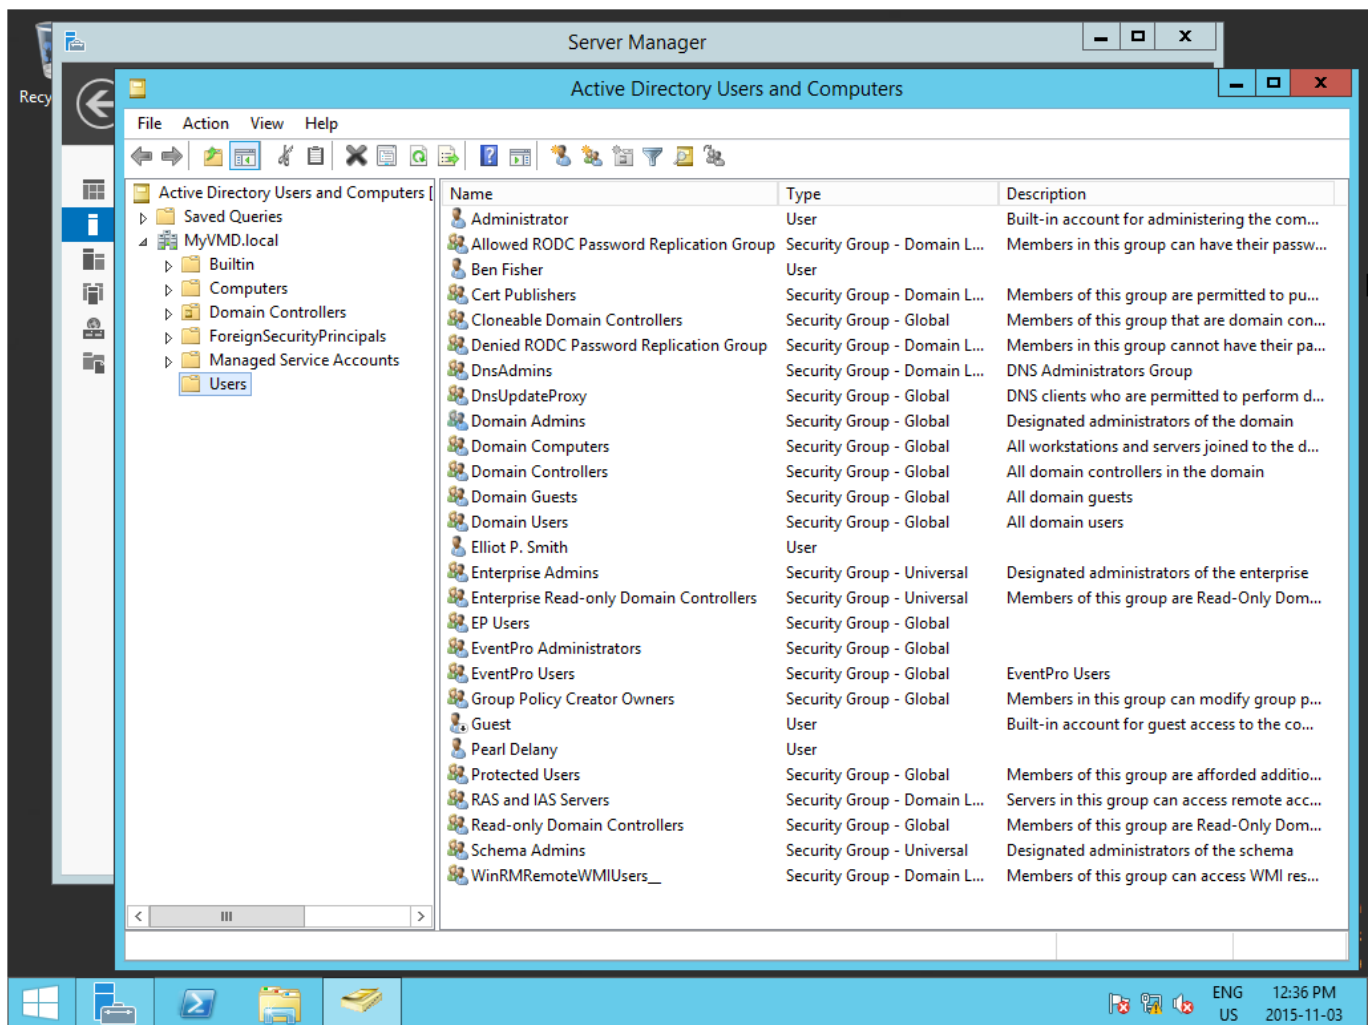 Server Manager
Recy
Active Directory Users and Computers
File Action View Help
Active Directory Users and Computers [
Saved Queries
MyVMD.local
Builtin
Computers
Domain Controllers
ForeignSecurityPrincipals
Managed Service Accounts
Users
Name Type Description
Administrator User Built-in account for administering the com...
Allowed RODC Password Replication Group Security Group - Domain L... Members in this group can have their passw...
Ben Fisher User
Cert Publishers Security Group - Domain L... Members of this group are permitted to pu...
Cloneable Domain Controllers Security Group - Global Members of this group that are domain con...
Denied RODC Password Replication Group Security Group - Domain L... Members in this group cannot have their pa...
DnsAdmins Security Group - Domain L... DNS Administrators Group
DnsUpdateProxy Security Group - Global DNS clients who are permitted to perform d...
Domain Admins Security Group - Global Designated administrators of the domain
Domain Computers Security Group - Global All workstations and servers joined to the d...
Domain Controllers Security Group - Global All domain controllers in the domain
Domain Guests Security Group - Global All domain guests
Domain Users Security Group - Global All domain users
Elliot P. Smith User
Enterprise Admins Security Group - Universal Designated administrators of the enterprise
Enterprise Read-only Domain Controllers Security Group - Universal Members of this group are Read-Only Dom...
EP Users Security Group - Global
EventPro Administrators Security Group - Global
EventPro Users Security Group - Global EventPro Users
Group Policy Creator Owners Security Group - Global Members in this group can modify group p...
Guest User Built-in account for guest access to the co...
Pearl Delany User
Protected Users Security Group - Global Members of this group are afforded additio...
RAS and IAS Servers Security Group - Domain L... Servers in this group can access remote acc...
Read-only Domain Controllers Security Group - Global Members of this group are Read-Only Dom...
Schema Admins Security Group - Universal Designated administrators of the schema
WinRMRemoteWMIUsers__ Security Group - Domain L... Members of this group can access WMI res...
ENG 12:36 PM
US 2015-11-03